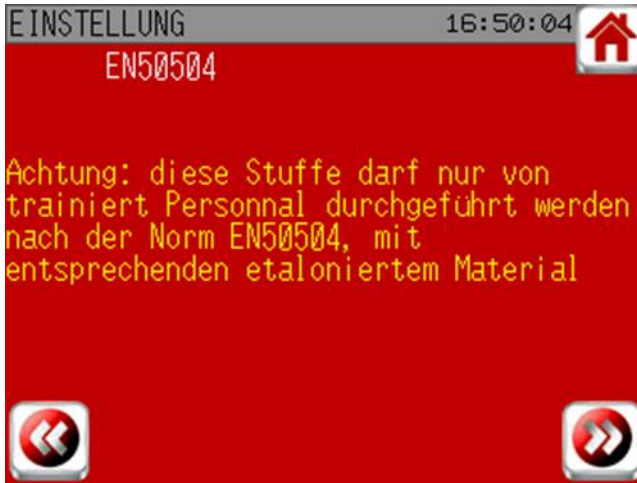 EINSTELLUNG 16:50:04
EN50504
Achtung: diese Stuffe darf nur von
trainiert Personnal durchgeführt werden
nach der Norm EN50504, mit
entsprechenden etaloniertem Material